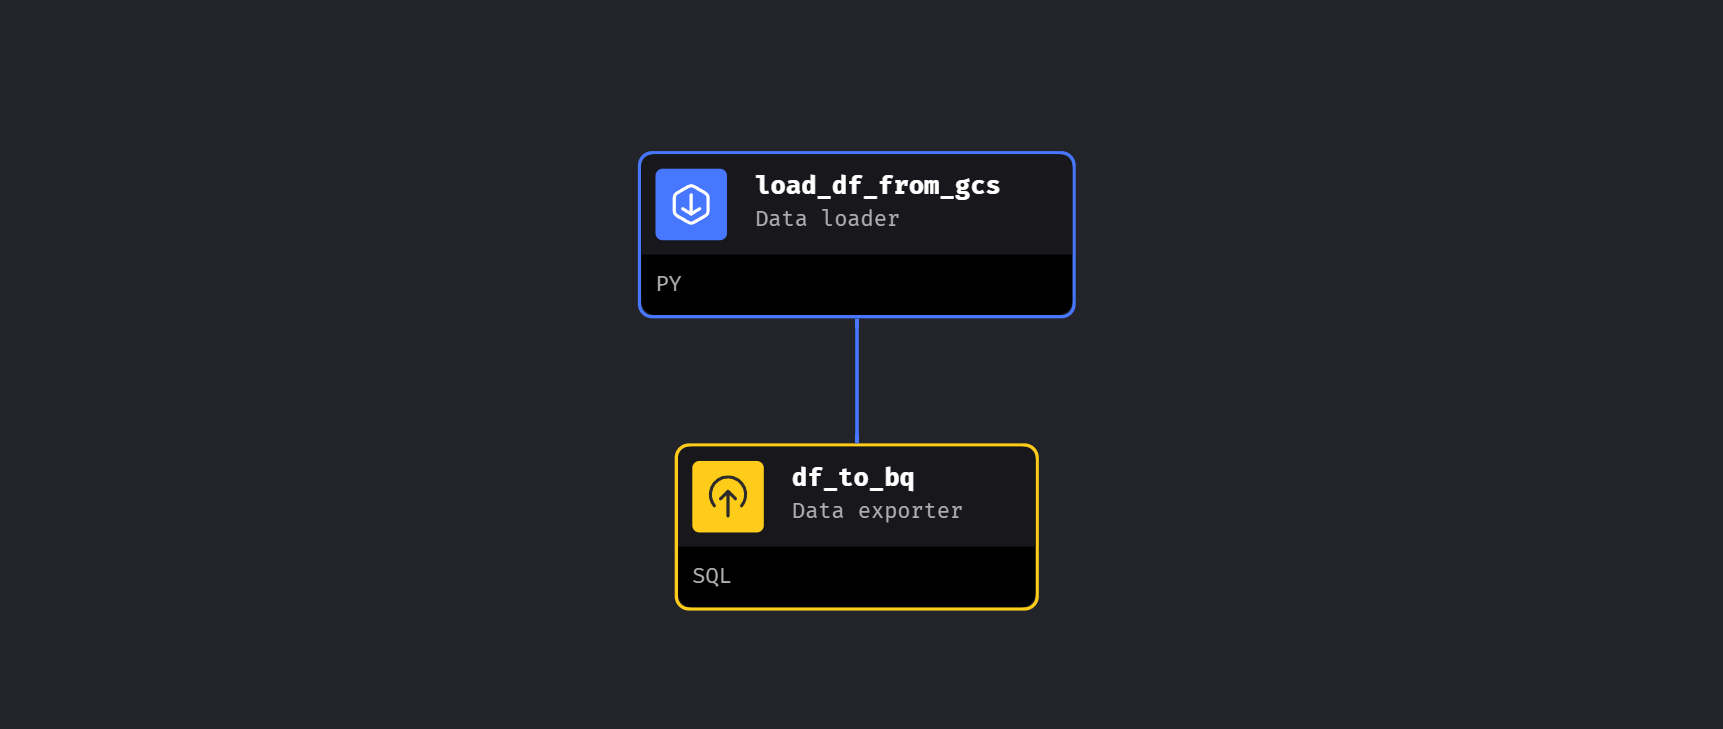 load_df_from_gcs
Data loader
PY
df_to_bq
Data exporter
SQL